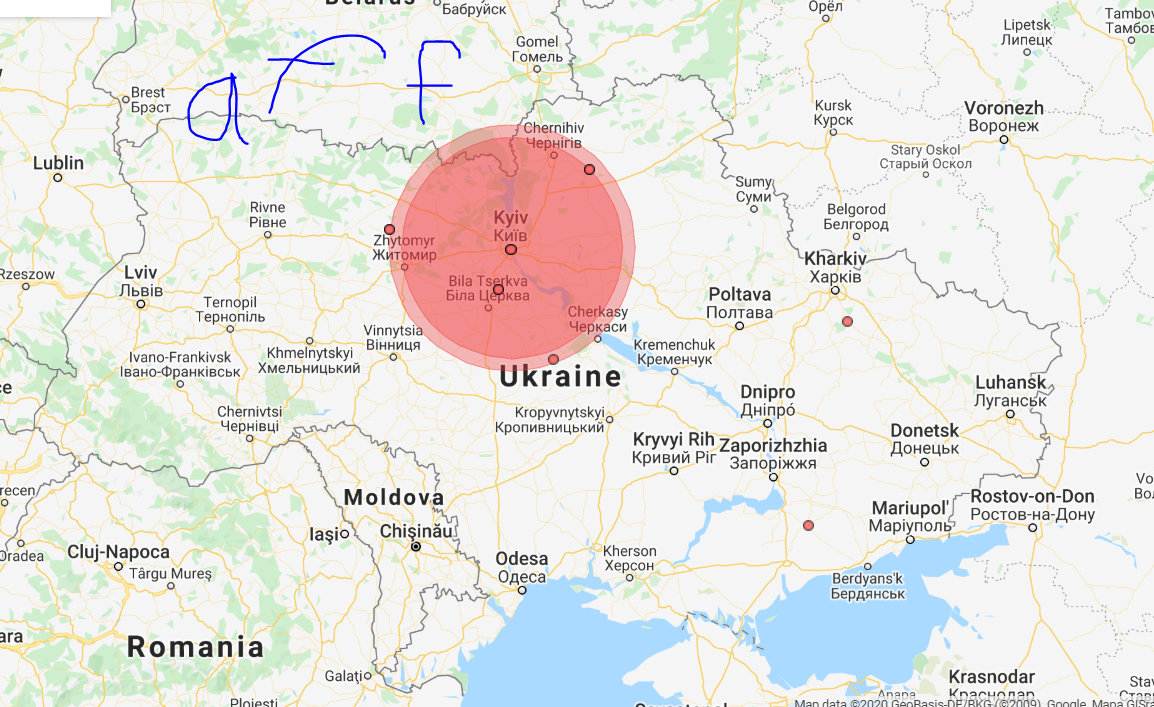 Belarus
Бабруйск
Орёл
Tambov
Тамбов
Gomel
Гомель
Lipetsk
Липецк
Brest
Брэст
Kursk
Курск
Voronezh
Воронеж
Chernihiv
Чернігів
Stary Oskol
Старый Оскол
Lublin
Sumy
Суми
Rivne
Рівне
Kyiv
Київ
Belgorod
Белгород
Zhytomyr
Житомир
Kharkiv
Харків
Rzeszow
Lviv
Львів
Bila Tserkva
Біла Церква
Poltava
Полтава
Ternopil
Тернопіль
Cherkasy
Черкаси
Vinnytsia
Вінниця
Kremenchuk
Кременчук
Khmelnytskyi
Хмельницький
Ivano-Frankivsk
Івано-Франківськ
Ukraine
Luhansk
Луганськ
Dnipro
Дніпро́
Chernivtsi
Чернівці
Kropyvnytskyi
Кропивницький
Donetsk
Донецьк
Kryvyi Rih
Кривий Ріг
Zaporizhzhia
Запоріжжя
Moldova
Rostov-on-Don
Ростов-на-Дону
Mariupol'
Маріуполь
Iași
Chișinău
Oradea
Cluj-Napoca
Târgu Mureș
Odesa
Одеса
Kherson
Херсон
Berdyans'k
Бердянськ
Romania
Galați
Krasnodar
Краснодар
Ploiești
Map data ©2020 GeoBasis-DE/BKG (©2009), Google, Mapa GISra